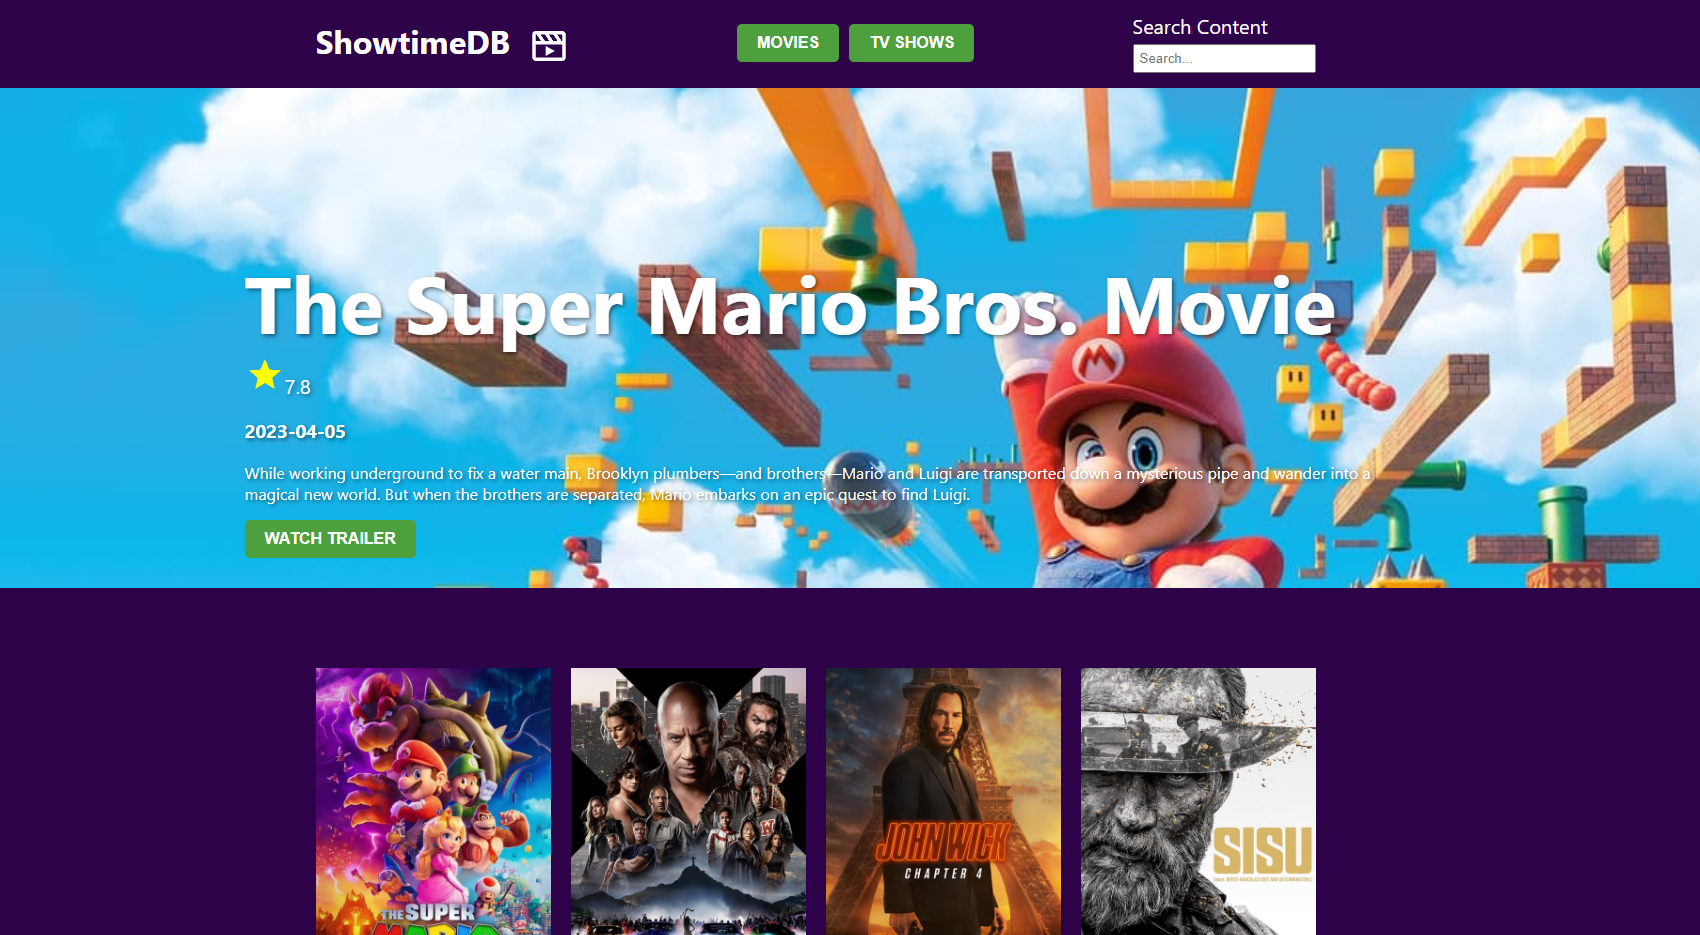 ShowtimeDB
MOVIES
TV SHOWS
Search Content
Search...
The Super Mario Bros. Movie
7.8
2023-04-05
While working underground to fix a water main, Brooklyn plumbers—and brothers—Mario and Luigi are transported down a mysterious pipe and wander into a
magical new world. But when the brothers are separated, Mario embarks on an epic quest to find Luigi.
WATCH TRAILER
THE SUPER
MARIO
JOHN WICK
CHAPTER 4
SISU